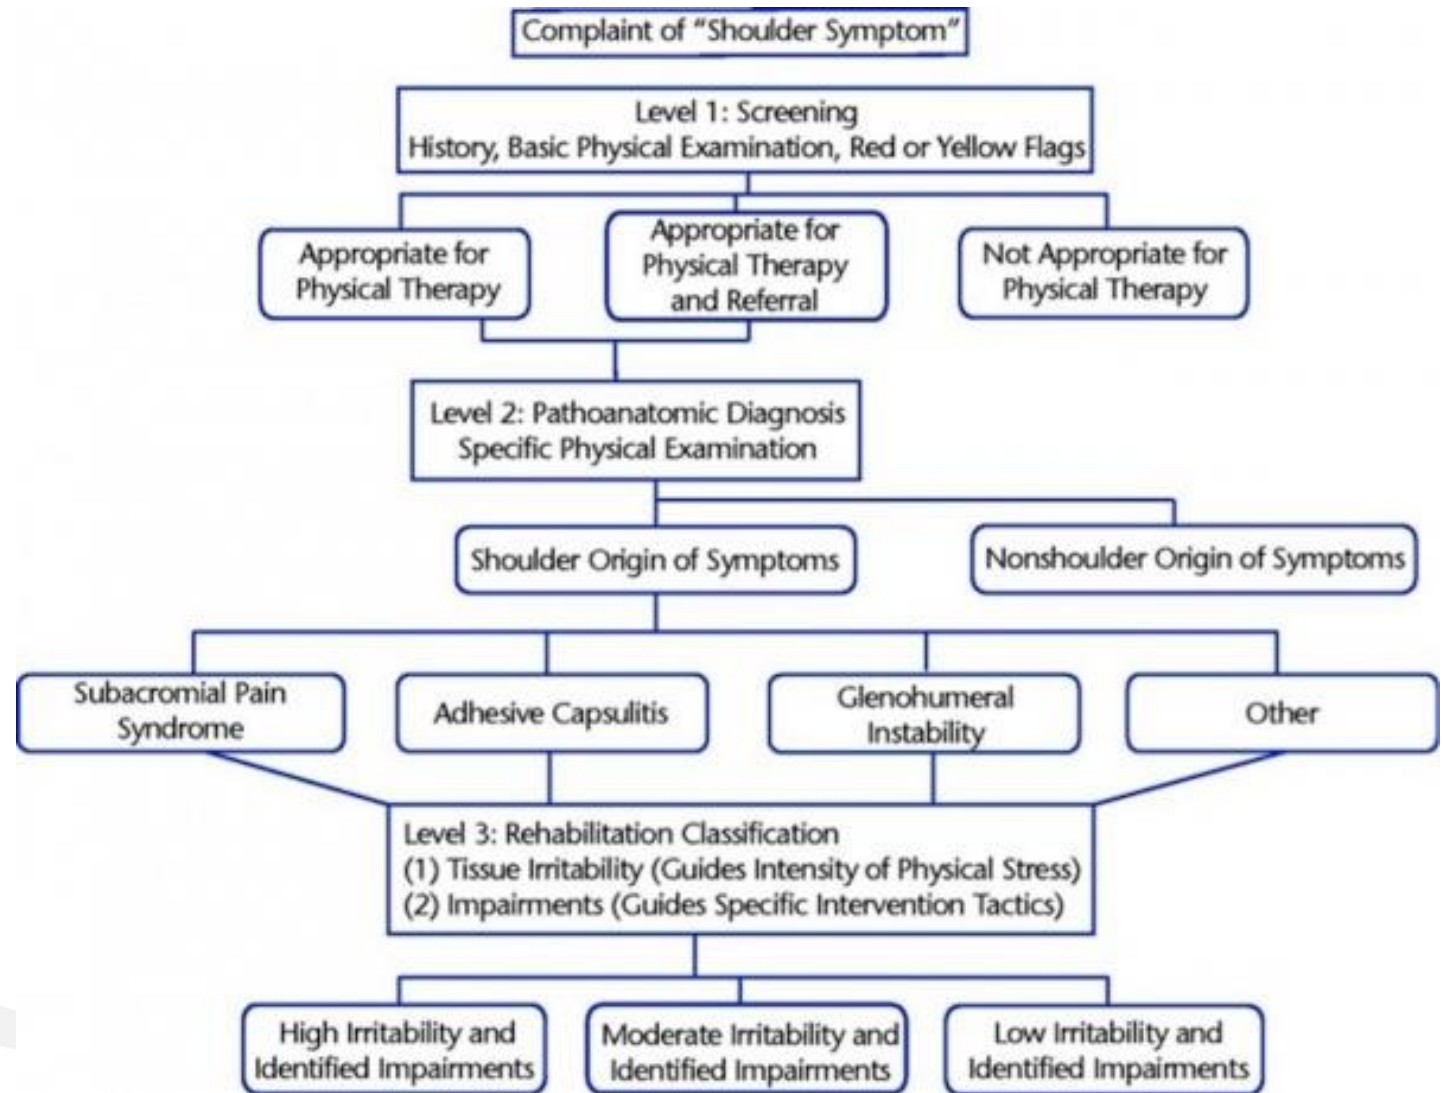 Complaint of “Shoulder Symptom”
Level 1: Screening
History, Basic Physical Examination, Red or Yellow Flags
Appropriate for
Physical Therapy
Appropriate for
Physical Therapy
and Referral
Not Appropriate for
Physical Therapy
Level 2: Pathoanatomic Diagnosis
Specific Physical Examination
Shoulder Origin of Symptoms
Nonshoulder Origin of Symptoms
Subacromial Pain
Syndrome
Adhesive Capsulitis
Glenohumeral
Instability
Other
Level 3: Rehabilitation Classification
(1) Tissue Irritability (Guides Intensity of Physical Stress)
(2) Impairments (Guides Specific Intervention Tactics)
High Irritability and
Identified Impairments
Moderate Irritability and
Identified Impairments
Low Irritability and
Identified Impairments